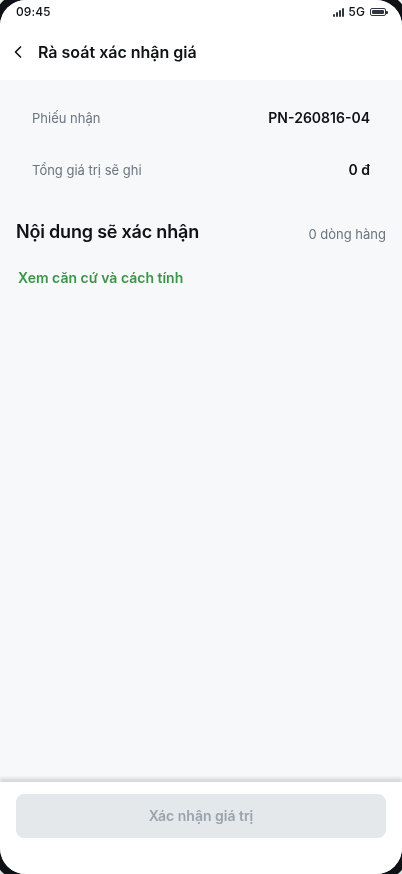 09:45 5G
Rà soát xác nhận giá
Phiếu nhận PN-260816-04
Tổng giá trị sẽ ghi 0 đ
Nội dung sẽ xác nhận 0 dòng hàng
Xem căn cứ và cách tính
Xác nhận giá trị